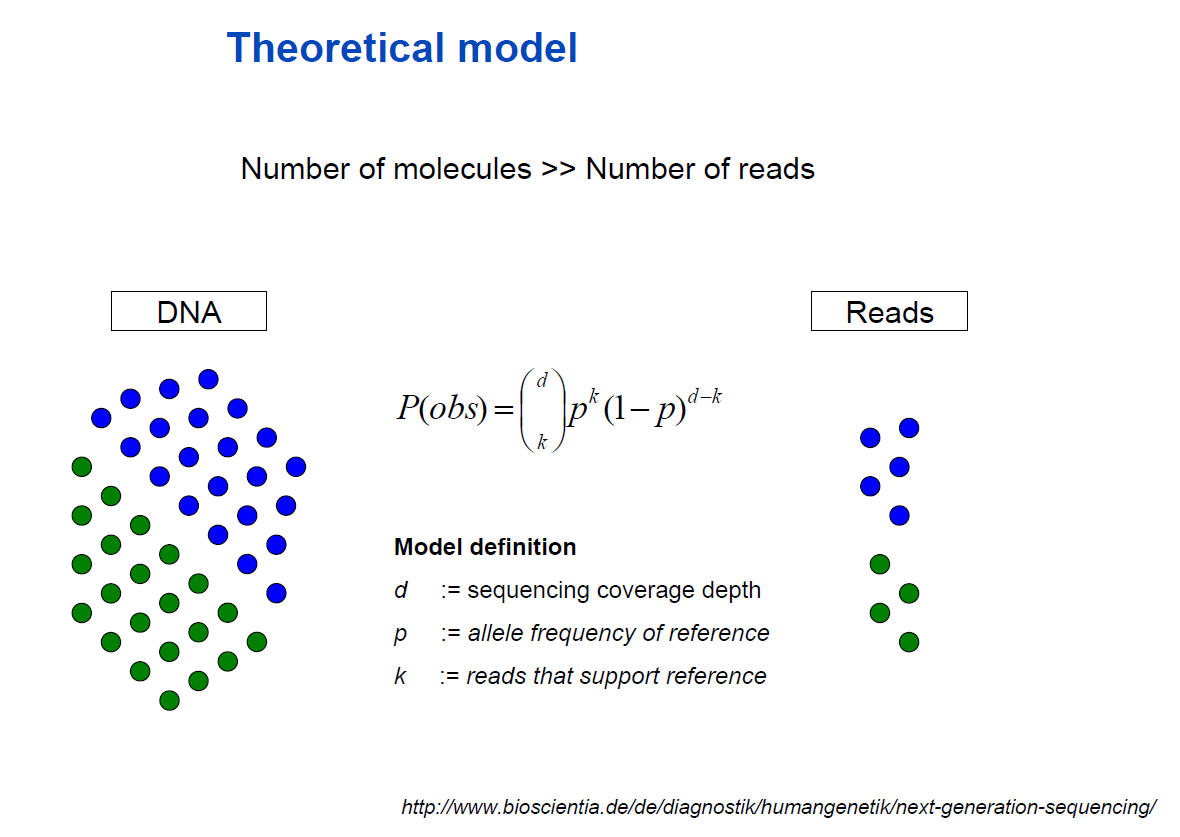 Theoretical model
Number of molecules >> Number of reads
DNA
Reads
P(obs) = (d k) p^k (1 − p)^{d−k}
Model definition
d := sequencing coverage depth
p := allele frequency of reference
k := reads that support reference
http://www.bioscientia.de/de/diagnostik/humangenetik/next-generation-sequencing/